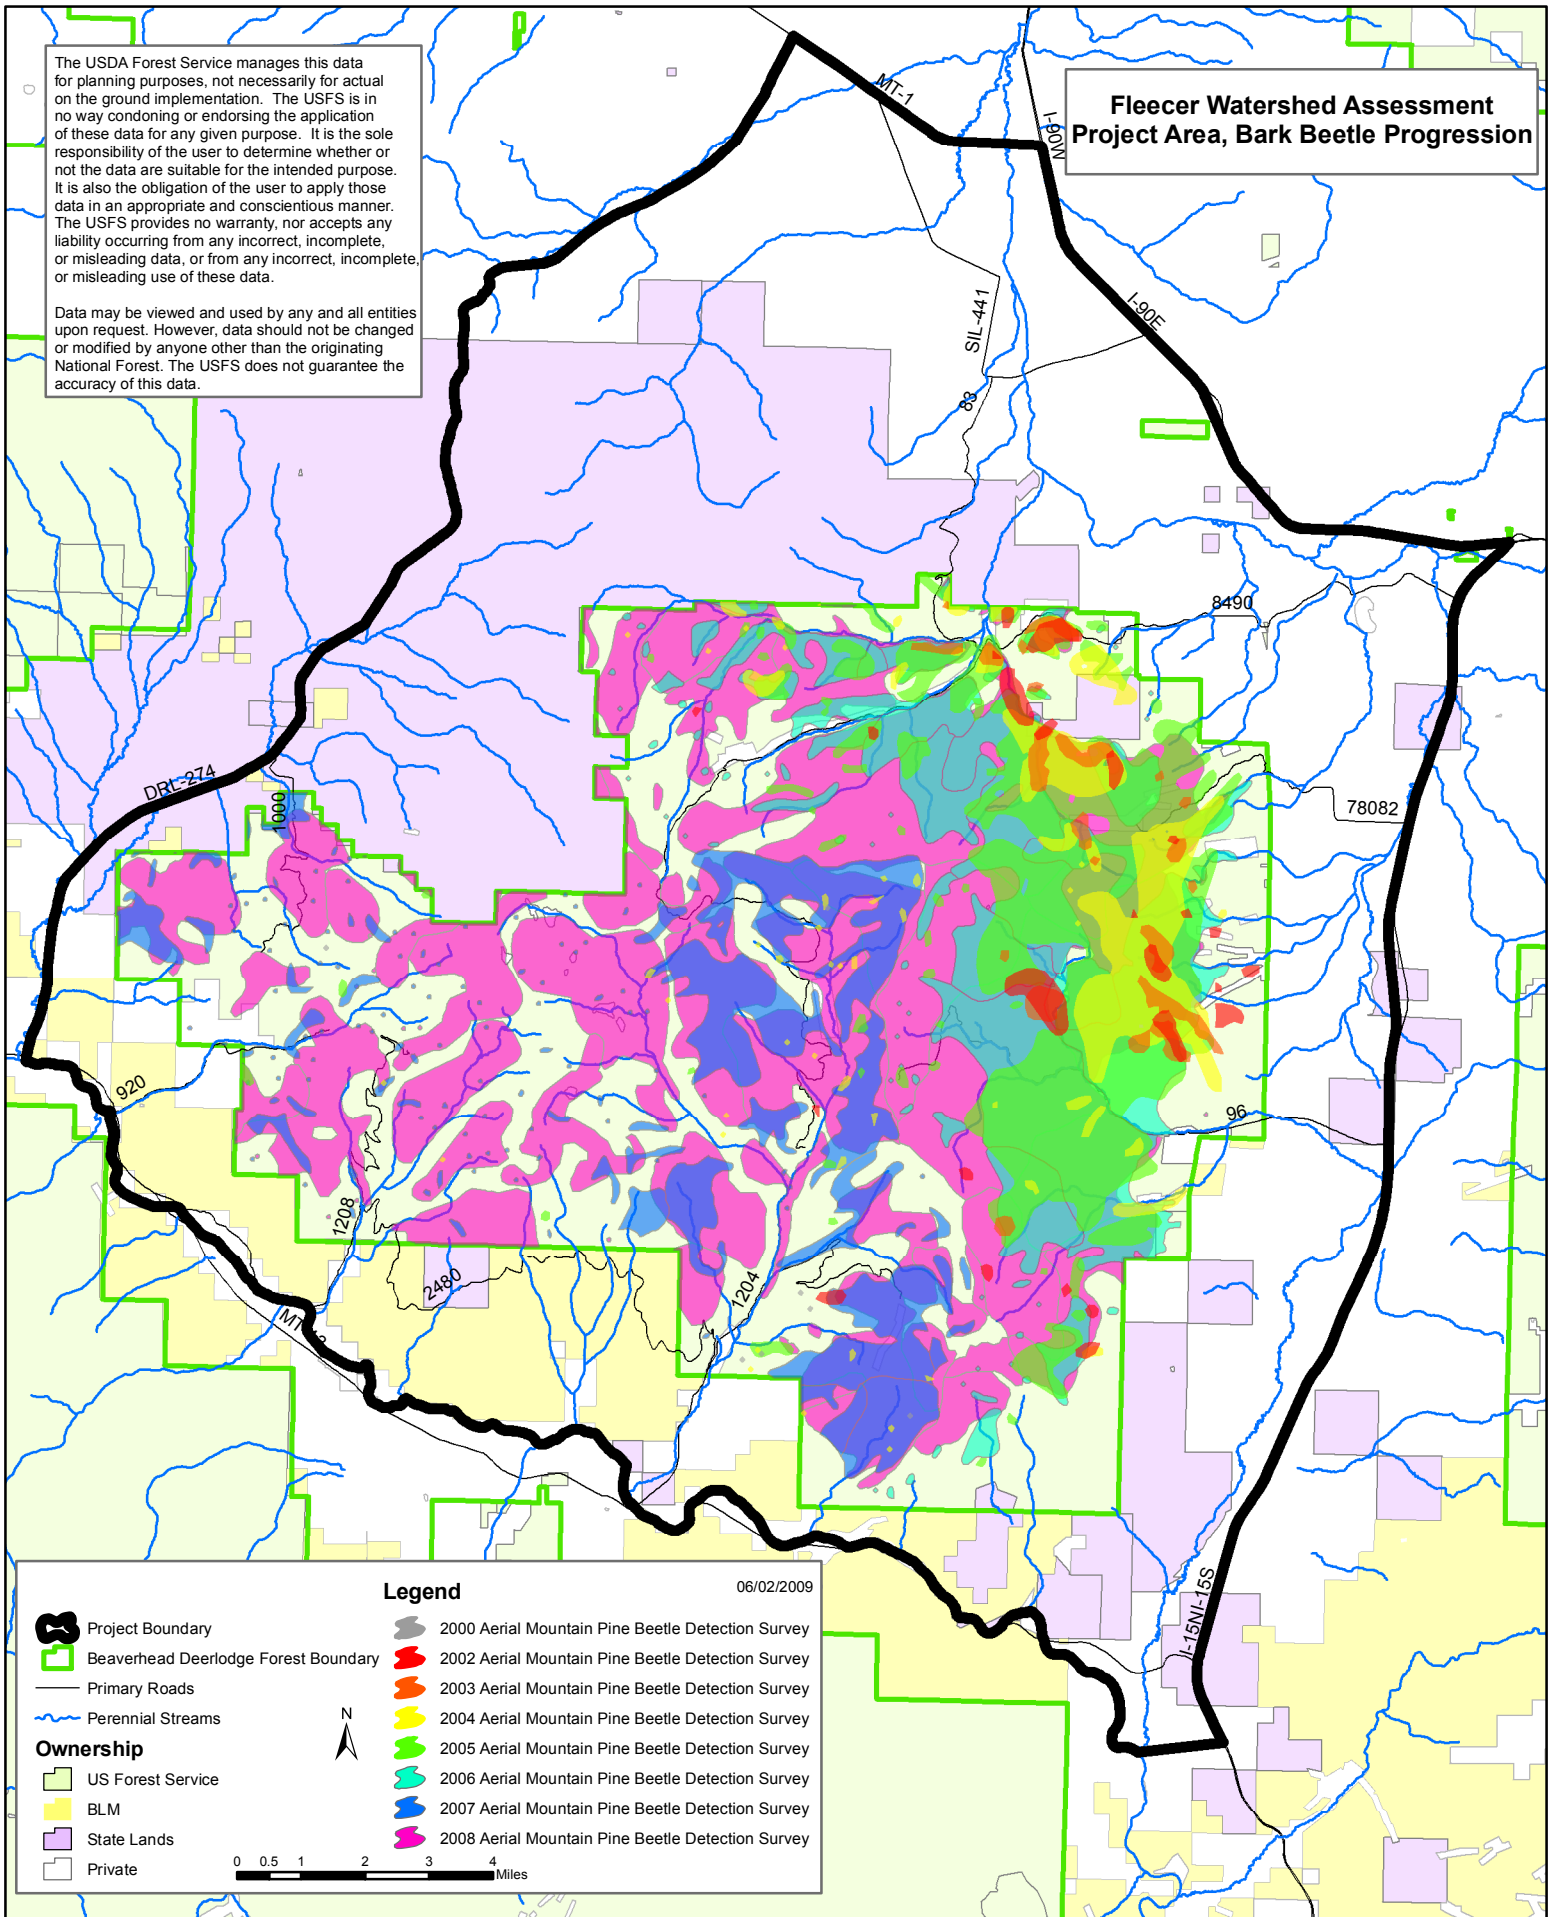 The USDA Forest Service manages this data
for planning purposes, not necessarily for actual
on the ground implementation. The USFS is in
no way condoning or endorsing the application
of these data for any given purpose. It is the sole
responsibility of the user to determine whether or
not the data are suitable for the intended purpose.
It is also the obligation of the user to apply those
data in an appropriate and conscientious manner.
The USFS provides no warranty, nor accepts any
liability occurring from any incorrect, incomplete,
or misleading data, or from any incorrect, incomplete,
or misleading use of these data.
Data may be viewed and used by any and all entities
upon request. However, data should not be changed
or modified by anyone other than the originating
National Forest. The USFS does not guarantee the
accuracy of this data.
Fleecer Watershed Assessment
Project Area, Bark Beetle Progression
MT-1
I-90W
I-90E
SIL-441
83
8490
DRL-274
1000
78082
920
96
1208
2480
1204
I-15NI-15S
Legend
06/02/2009
Project Boundary
Beaverhead Deerlodge Forest Boundary
Primary Roads
Perennial Streams
Ownership
US Forest Service
BLM
State Lands
Private
N
2000 Aerial Mountain Pine Beetle Detection Survey
2002 Aerial Mountain Pine Beetle Detection Survey
2003 Aerial Mountain Pine Beetle Detection Survey
2004 Aerial Mountain Pine Beetle Detection Survey
2005 Aerial Mountain Pine Beetle Detection Survey
2006 Aerial Mountain Pine Beetle Detection Survey
2007 Aerial Mountain Pine Beetle Detection Survey
2008 Aerial Mountain Pine Beetle Detection Survey
0 0.5 1 2 3 4
Miles